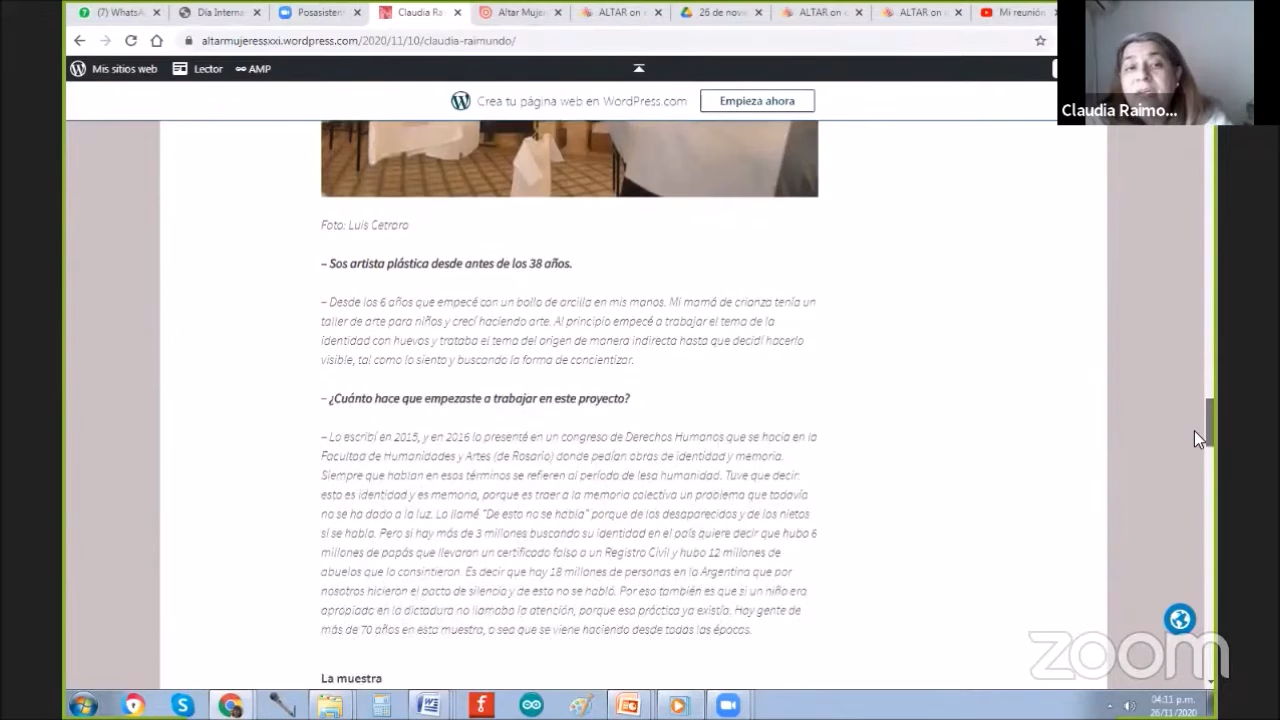 (7) WhatsA
Día Interna
Posasisten
Claudia Ra
Altar Mujer
ALTAR on
26 de nov
ALTAR on
ALTAR on
Mi reunión
altarmujeressxxi.wordpress.com/2020/11/10/claudia-raimundo/
Mis sitios web Lector AMP
Crea tu página web en WordPress.com Empieza ahora
Claudia Raimo...
Foto: Luis Cetraro
– Sos artista plástica desde antes de los 38 años.
– Desde los 6 años que empecé con un bollo de arcilla en mis manos. Mi mamá de crianza tenía un
taller de arte para niños y crecí haciendo arte. Al principio empecé a trabajar el tema de la
identidad con huevos y trataba el tema del origen de manera indirecta hasta que decidí hacerlo
visible, tal como lo siento y buscando la forma de concientizar.
– ¿Cuánto hace que empezaste a trabajar en este proyecto?
– Lo escribí en 2015, y en 2016 lo presenté en un congreso de Derechos Humanos que se hacía en la
Facultad de Humanidades y Artes (de Rosario) donde pedían obras de identidad y memoria.
Siempre que hablan en esos términos se refieren al período de lesa humanidad. Tuve que decir:
esto es identidad y es memoria, porque es traer a la memoria colectiva un problema que todavía
no se ha dado a la luz. Lo llamé "De esto no se habla" porque de los desaparecidos y de los nietos
sí se habla. Pero si hay más de 3 millones buscando su identidad en el país quiere decir que hubo 6
millones de papás que llevaron un certificado falso a un Registro Civil y hubo 12 millones de
abuelos que lo consintieron. Es decir que hay 18 millones de personas en la Argentina que por
nosotros hicieron el pacto de silencio y de esto no se habló. Por eso también es que si un niño era
apropiado en la dictadura no llamaba la atención, porque esa práctica ya existía. Hay gente de
más de 70 años en esta muestra, o sea que se viene haciendo desde todas las épocas.
La muestra
zoom
04:11 p.m.
26/11/2020